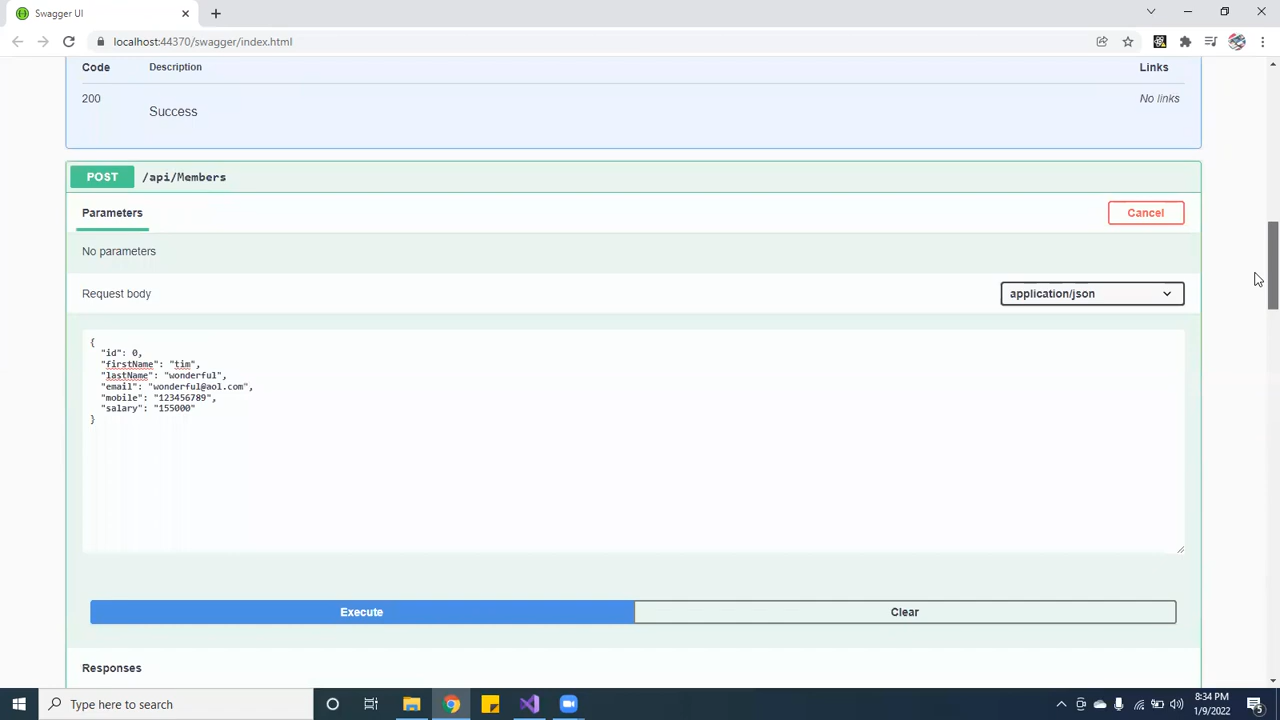 Swagger UI
localhost:44370/swagger/index.html
Code Description Links
200 Success No links
POST /api/Members
Parameters Cancel
No parameters
Request body application/json
{
"id": 0,
"firstName": "tim",
"lastName": "wonderful",
"email": "wonderful@aol.com",
"mobile": "123456789",
"salary": "155000"
}
Execute Clear
Responses
Type here to search
8:34 PM
1/9/2022
5